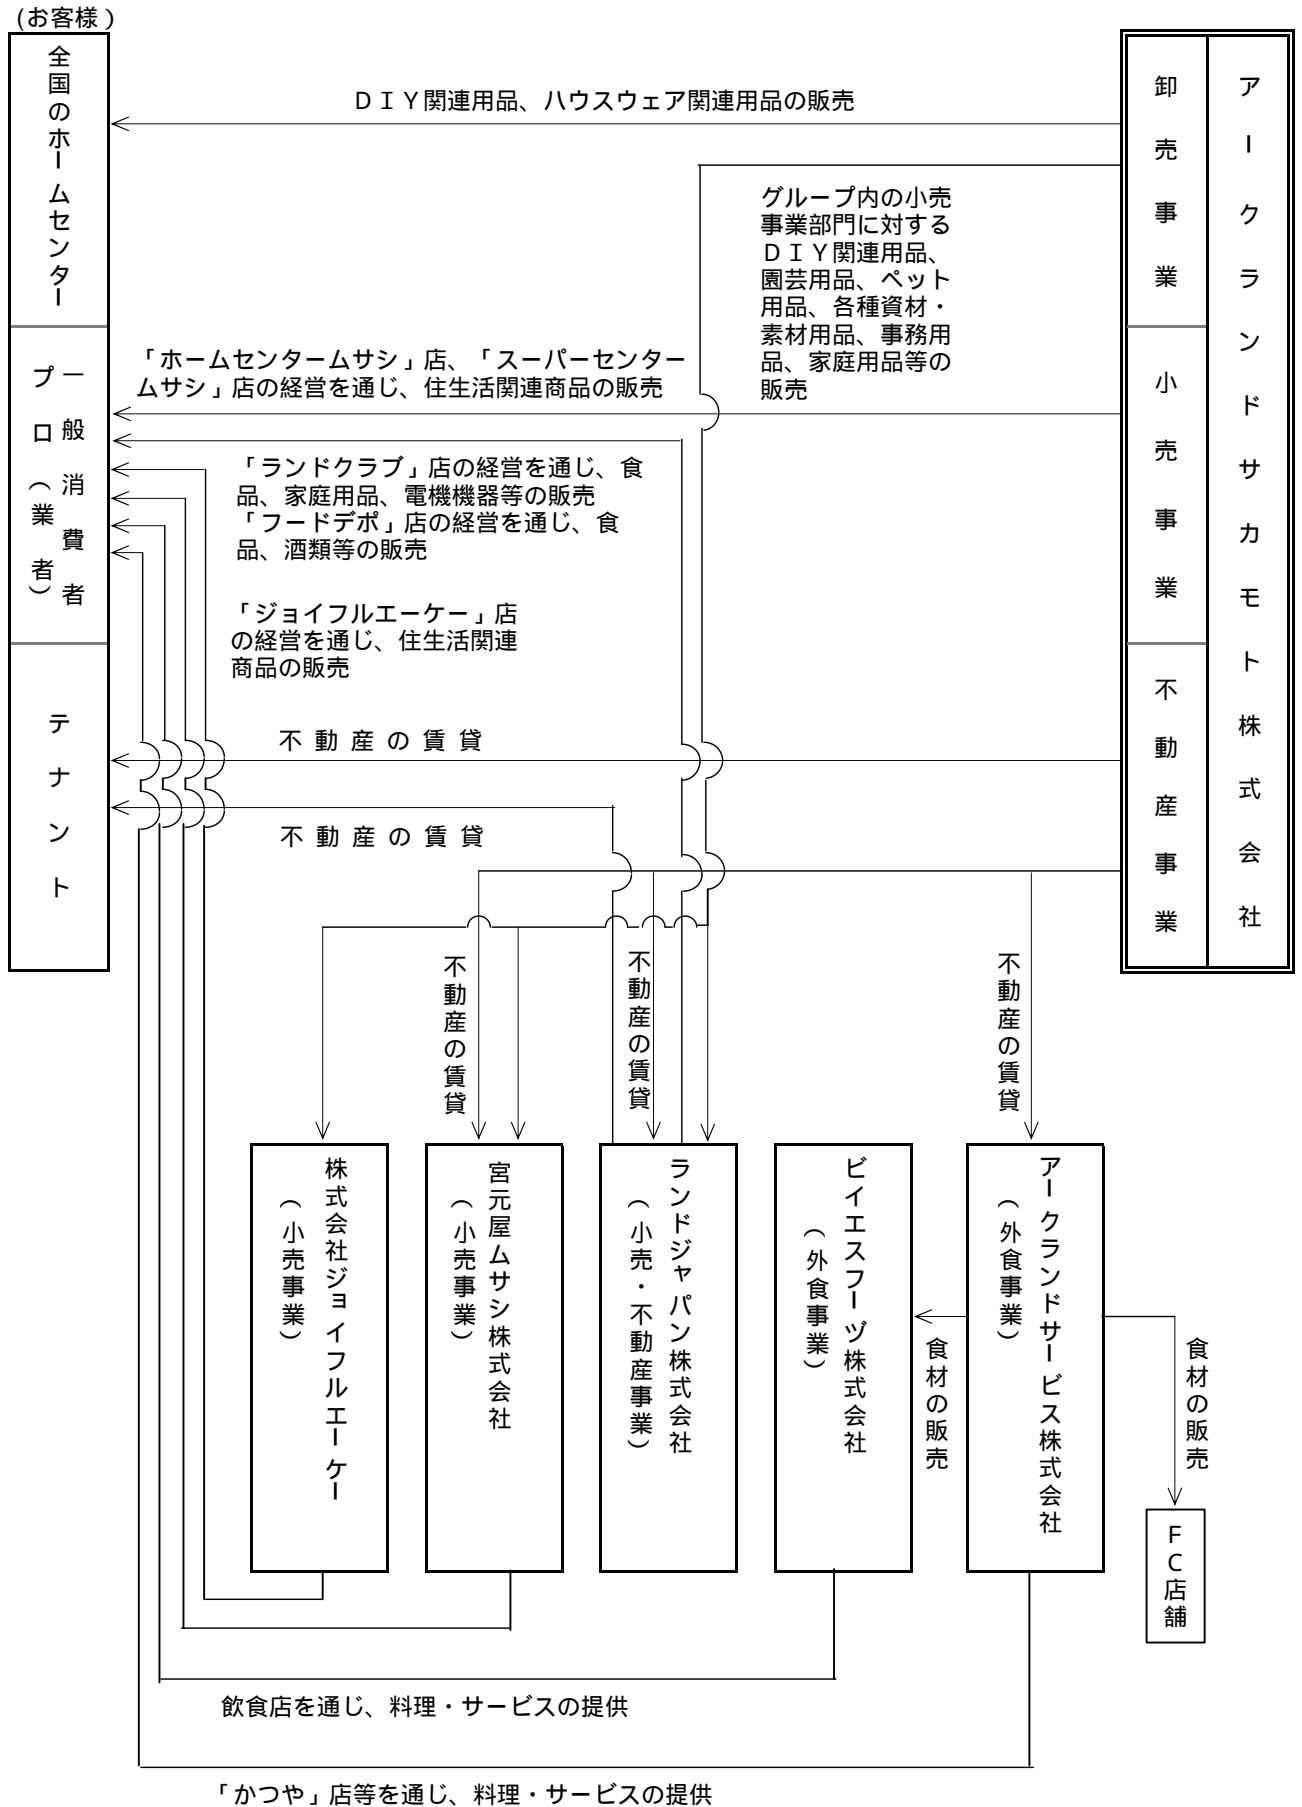 (お客様)
全国のホームセンター
一般消費者
プロ(業者)
テナント
アークランドサカモト株式会社
卸売事業
小売事業
不動産事業
ＤＩＹ関連用品、ハウスウェア関連用品の販売
グループ内の小売
事業部門に対する
ＤＩＹ関連用品、
園芸用品、ペット
用品、各種資材・
素材用品、事務用
品、家庭用品等の
販売
「ホームセンタームサシ」店、「スーパーセンター
ムサシ」店の経営を通じ、住生活関連商品の販売
「ランドクラブ」店の経営を通じ、食
品、家庭用品、電機機器等の販売
「フードデポ」店の経営を通じ、食
品、酒類等の販売
「ジョイフルエーケー」店
の経営を通じ、住生活関連
商品の販売
不動産の賃貸
不動産の賃貸
不動産の賃貸
不動産の賃貸
不動産の賃貸
株式会社ジョイフルエーケー
(小売事業)
宮元屋ムサシ株式会社
(小売事業)
ランドジャパン株式会社
(小売・不動産事業)
ビイエスフーヅ株式会社
(外食事業)
食材の販売
アークランドサービス株式会社
(外食事業)
食材の販売
ＦＣ店舗
飲食店を通じ、料理・サービスの提供
「かつや」店等を通じ、料理・サービスの提供